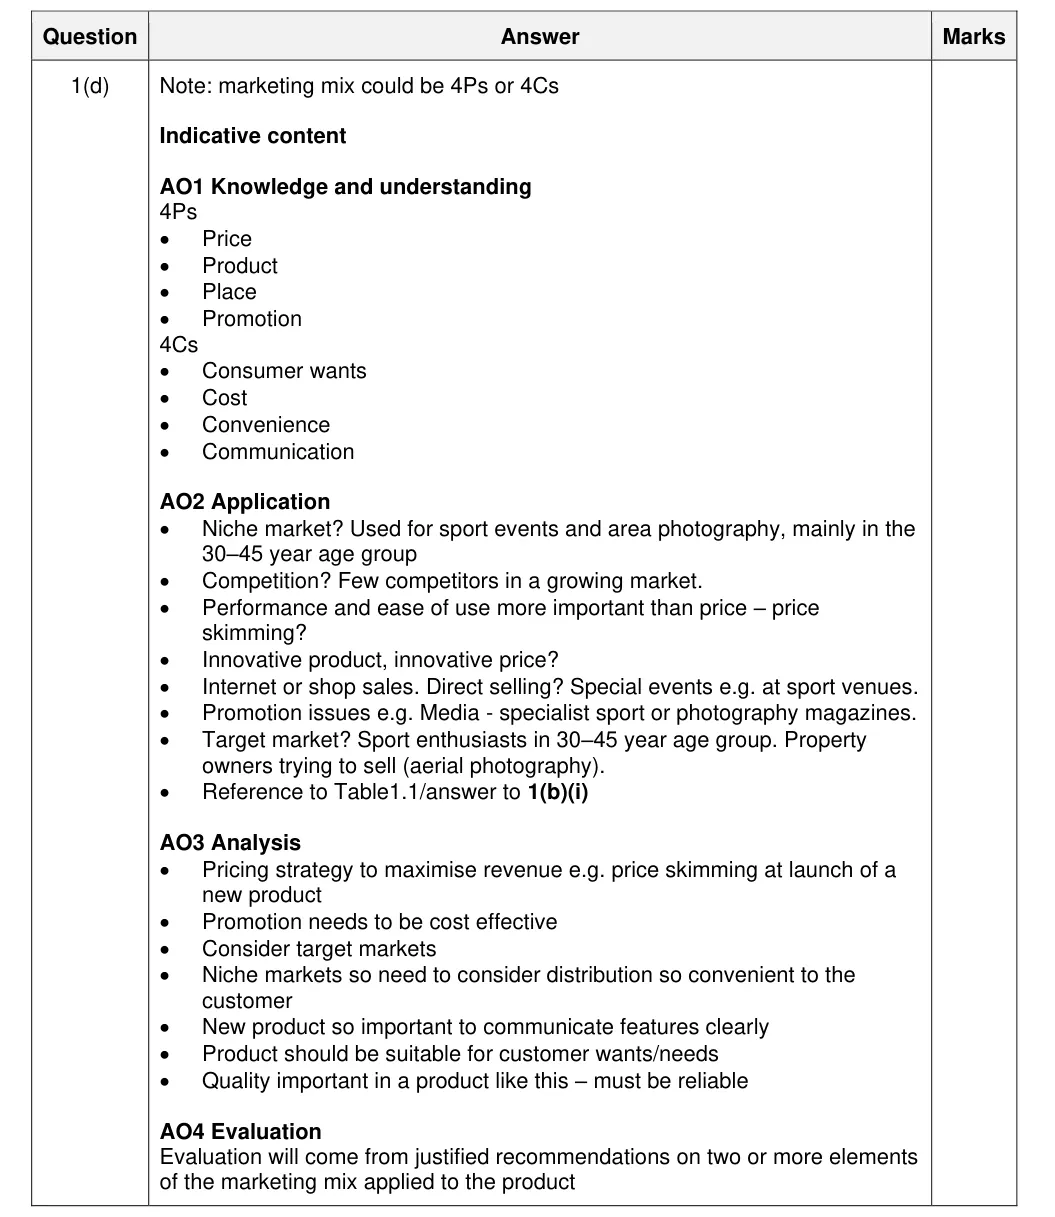 Question Answer Marks
1(d) Note: marketing mix could be 4Ps or 4Cs
Indicative content
AO1 Knowledge and understanding
4Ps
• Price
• Product
• Place
• Promotion
4Cs
• Consumer wants
• Cost
• Convenience
• Communication
AO2 Application
• Niche market? Used for sport events and area photography, mainly in the
30–45 year age group
• Competition? Few competitors in a growing market.
• Performance and ease of use more important than price – price
skimming?
• Innovative product, innovative price?
• Internet or shop sales. Direct selling? Special events e.g. at sport venues.
• Promotion issues e.g. Media - specialist sport or photography magazines.
• Target market? Sport enthusiasts in 30–45 year age group. Property
owners trying to sell (aerial photography).
• Reference to Table1.1/answer to 1(b)(i)
AO3 Analysis
• Pricing strategy to maximise revenue e.g. price skimming at launch of a
new product
• Promotion needs to be cost effective
• Consider target markets
• Niche markets so need to consider distribution so convenient to the
customer
• New product so important to communicate features clearly
• Product should be suitable for customer wants/needs
• Quality important in a product like this – must be reliable
AO4 Evaluation
Evaluation will come from justified recommendations on two or more elements
of the marketing mix applied to the product